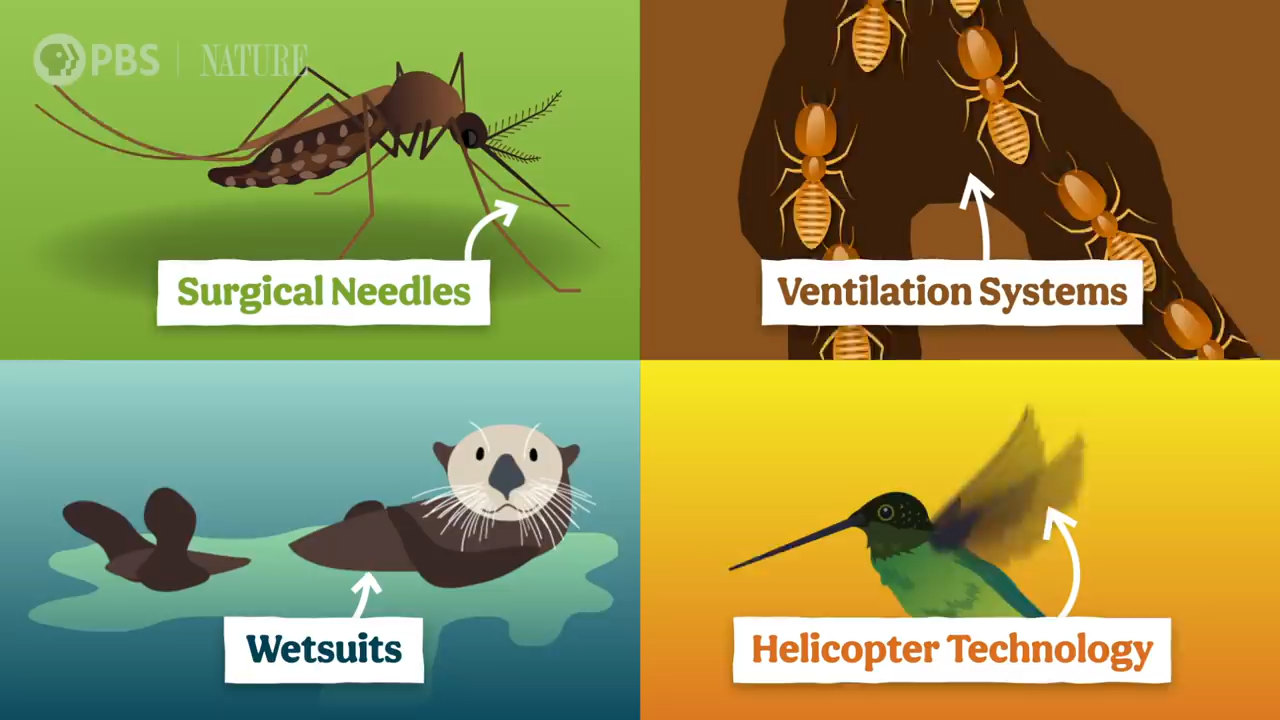 PBS | NATURE
Surgical Needles
Ventilation Systems
Wetsuits
Helicopter Technology